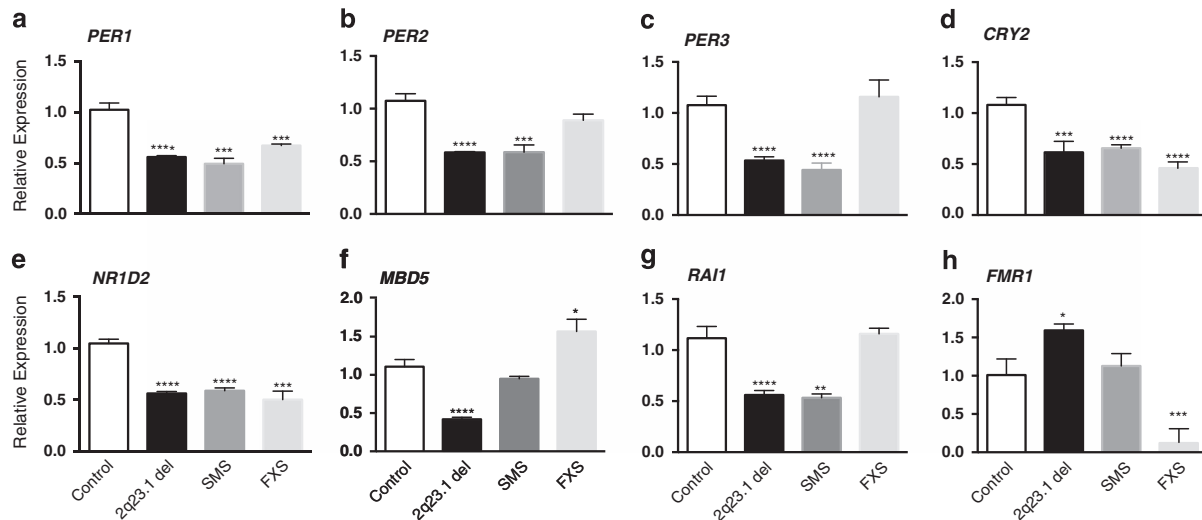 a
PER1
b
PER2
c
PER3
d
CRY2
Relative Expression
1.5
1.0
0.5
0.0
****
***
***
1.5
1.0
0.5
0.0
****
***
1.5
1.0
0.5
0.0
****
****
1.5
1.0
0.5
0.0
***
****
****
e
NR1D2
f
MBD5
g
RAI1
h
FMR1
Relative Expression
1.5
1.0
0.5
0.0
****
****
***
2.0
1.5
1.0
0.5
0.0
****
*
1.5
1.0
0.5
0.0
****
**
2.0
1.5
1.0
0.5
0.0
*
***
Control
2q23.1 del
SMS
FXS
Control
2q23.1 del
SMS
FXS
Control
2q23.1 del
SMS
FXS
Control
2q23.1 del
SMS
FXS